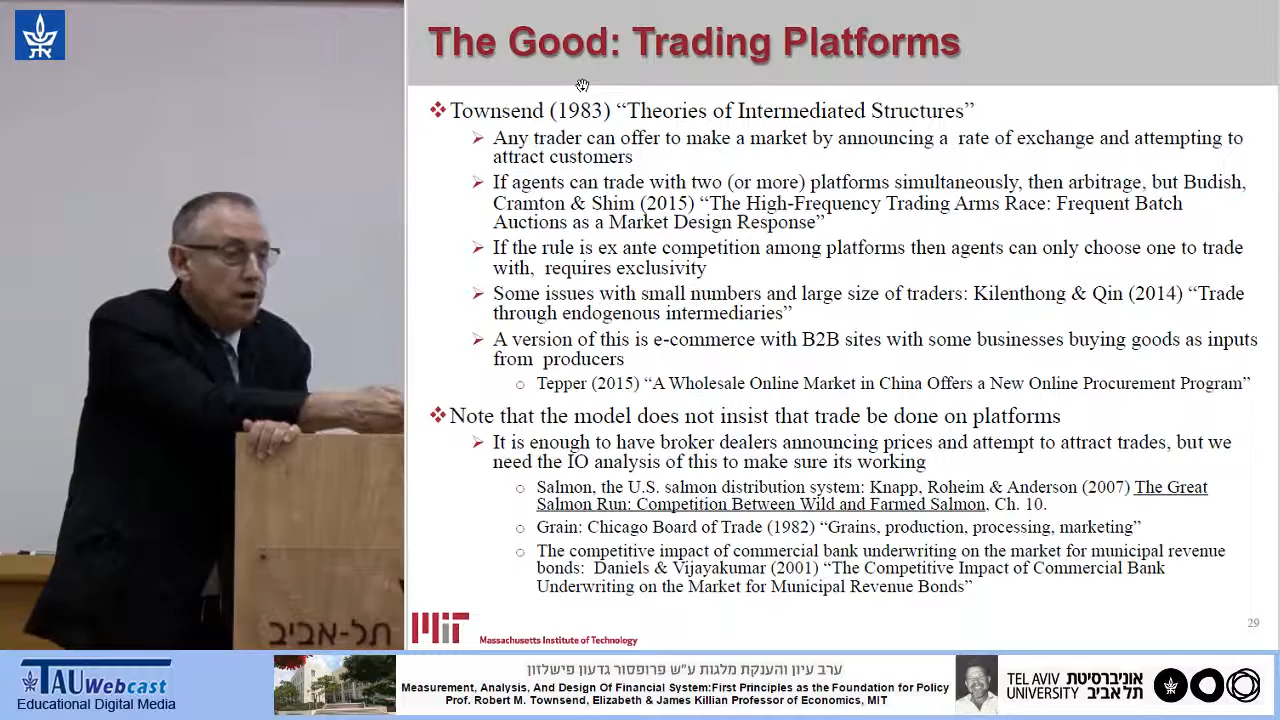 The Good: Trading Platforms
Townsend (1983) “Theories of Intermediated Structures”
Any trader can offer to make a market by announcing a rate of exchange and attempting to
attract customers
If agents can trade with two (or more) platforms simultaneously, then arbitrage, but Budish,
Cramton & Shim (2015) “The High-Frequency Trading Arms Race: Frequent Batch
Auctions as a Market Design Response”
If the rule is ex ante competition among platforms then agents can only choose one to trade
with, requires exclusivity
Some issues with small numbers and large size of traders: Kilenthong & Qin (2014) “Trade
through endogenous intermediaries”
A version of this is e-commerce with B2B sites with some businesses buying goods as inputs
from producers
Tepper (2015) “A Wholesale Online Market in China Offers a New Online Procurement Program”
Note that the model does not insist that trade be done on platforms
It is enough to have broker dealers announcing prices and attempt to attract trades, but we
need the IO analysis of this to make sure its working
Salmon, the U.S. salmon distribution system: Knapp, Roheim & Anderson (2007) The Great
Salmon Run: Competition Between Wild and Farmed Salmon, Ch. 10.
Grain: Chicago Board of Trade (1982) “Grains, production, processing, marketing”
The competitive impact of commercial bank underwriting on the market for municipal revenue
bonds: Daniels & Vijayakumar (2001) “The Competitive Impact of Commercial Bank
Underwriting on the Market for Municipal Revenue Bonds”
MIT Massachusetts Institute of Technology
29
תל-אביב
TAU Webcast
Educational Digital Media
ערב עיון והענקת מלגות ע"ש פרופסור גדעון פישלזון
Measurement, Analysis, And Design Of Financial System:First Principles as the Foundation for Policy
Prof. Robert M. Townsend, Elizabeth & James Killian Professor of Economics, MIT
TEL AVIV UNIVERSITY
אוניברסיטת תל אביב